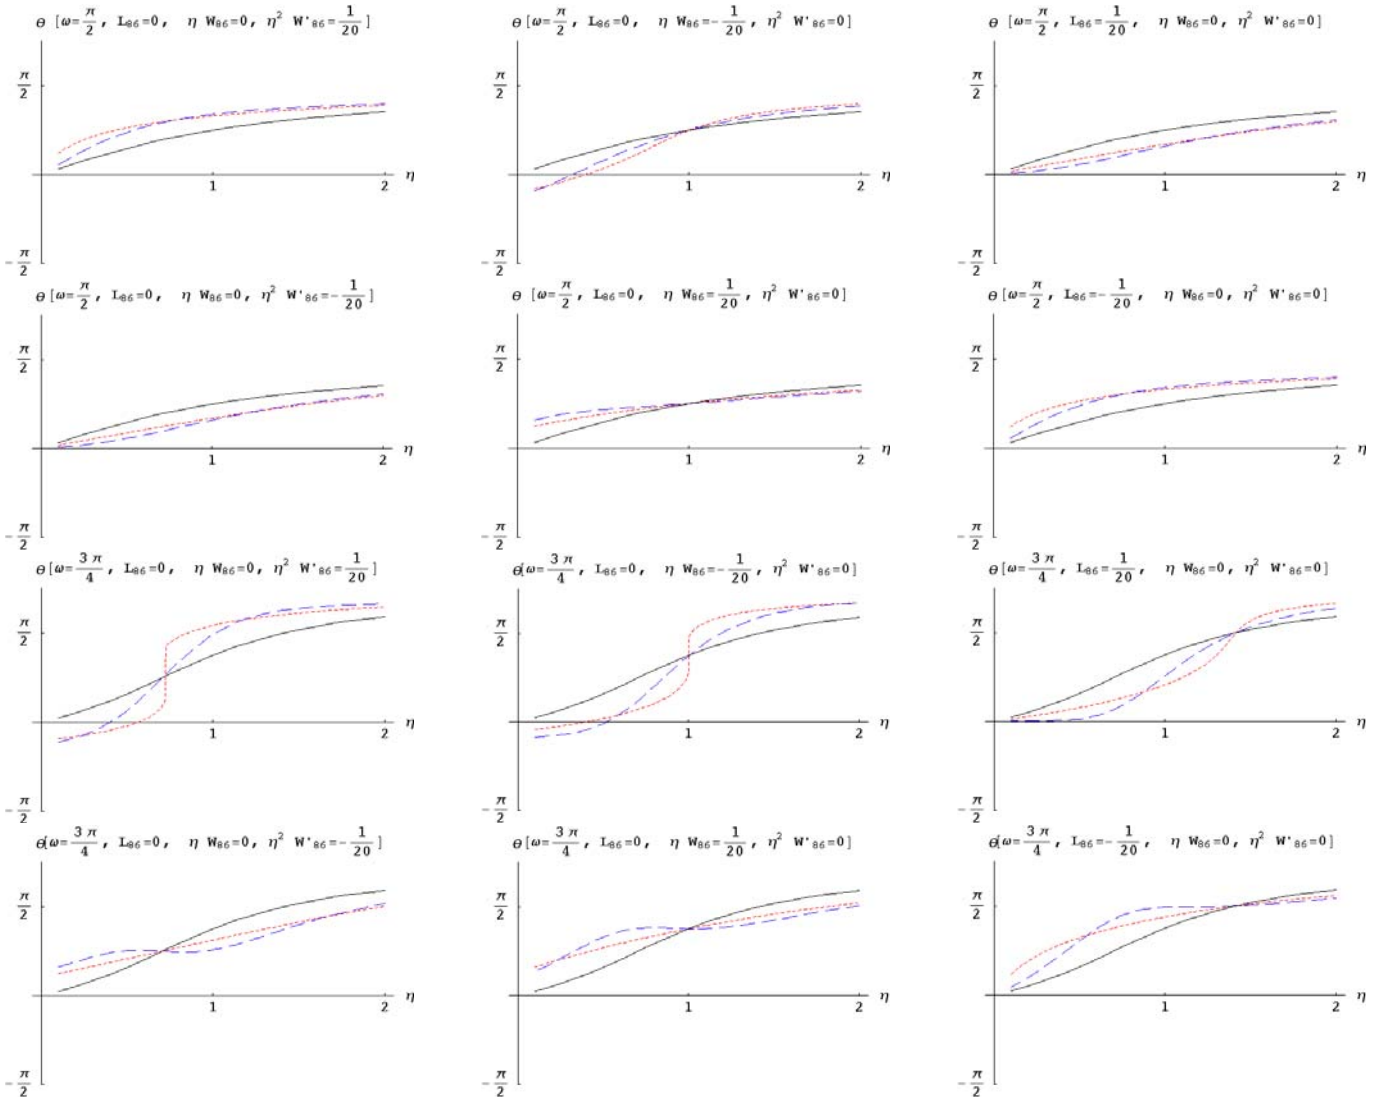 θ [ω=π/2, L₈₆=0, η W₈₆=0, η² W'₈₆=1/20]
π/2
1 2 η
-π/2
θ [ω=π/2, L₈₆=0, η W₈₆=-1/20, η² W'₈₆=0]
π/2
1 2 η
-π/2
θ [ω=π/2, L₈₆=1/20, η W₈₆=0, η² W'₈₆=0]
π/2
1 2 η
-π/2
θ [ω=π/2, L₈₆=0, η W₈₆=0, η² W'₈₆=-1/20]
π/2
1 2 η
-π/2
θ [ω=π/2, L₈₆=0, η W₈₆=1/20, η² W'₈₆=0]
π/2
1 2 η
-π/2
θ [ω=π/2, L₈₆=-1/20, η W₈₆=0, η² W'₈₆=0]
π/2
1 2 η
-π/2
θ [ω=3 π/4, L₈₆=0, η W₈₆=0, η² W'₈₆=1/20]
π/2
1 2 η
-π/2
θ[ω=3 π/4, L₈₆=0, η W₈₆=-1/20, η² W'₈₆=0]
π/2
1 2 η
-π/2
θ [ω=3 π/4, L₈₆=1/20, η W₈₆=0, η² W'₈₆=0]
π/2
1 2 η
-π/2
θ[ω=3 π/4, L₈₆=0, η W₈₆=0, η² W'₈₆=-1/20]
π/2
1 2 η
-π/2
θ [ω=3 π/4, L₈₆=0, η W₈₆=1/20, η² W'₈₆=0]
π/2
1 2 η
-π/2
θ[ω=3 π/4, L₈₆=-1/20, η W₈₆=0, η² W'₈₆=0]
π/2
1 2 η
-π/2